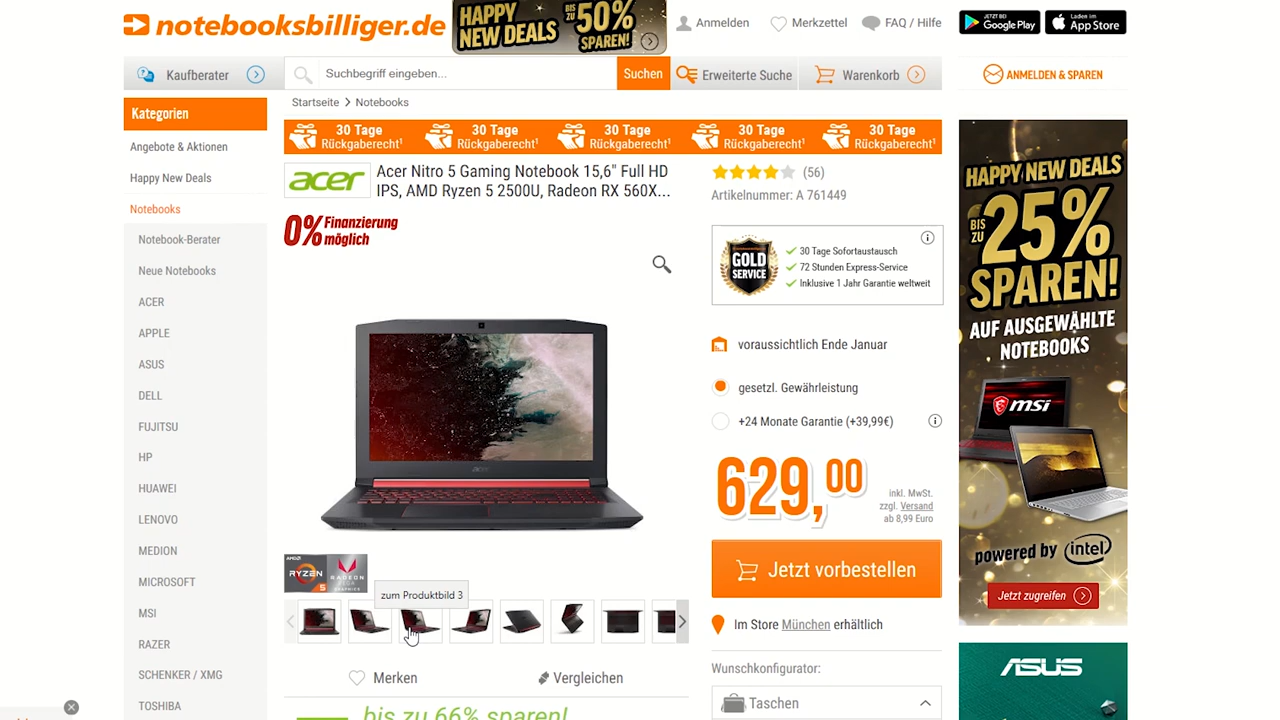 notebooksbilliger.de
HAPPY NEW DEALS
BIS ZU 50% SPAREN!
Anmelden
Merkzettel
FAQ / Hilfe
JETZT BEI Google Play
Laden im App Store
Kaufberater
Suchbegriff eingeben...
Suchen
Erweiterte Suche
Warenkorb
ANMELDEN & SPAREN
Startseite > Notebooks
30 Tage Rückgaberecht¹
30 Tage Rückgaberecht¹
30 Tage Rückgaberecht¹
30 Tage Rückgaberecht¹
30 Tage Rückgaberecht¹
Kategorien
Angebote & Aktionen
Happy New Deals
Notebooks
Notebook-Berater
Neue Notebooks
ACER
APPLE
ASUS
DELL
FUJITSU
HP
HUAWEI
LENOVO
MEDION
MICROSOFT
MSI
RAZER
SCHENKER / XMG
TOSHIBA
acer
Acer Nitro 5 Gaming Notebook 15,6" Full HD
IPS, AMD Ryzen 5 2500U, Radeon RX 560X...
0% Finanzierung
möglich
acer
AMD
RYZEN
5
RADEON
VEGA
GRAPHICS
zum Produktbild 3
Merken
Vergleichen
bis zu 66% sparen!
(56)
Artikelnummer: A 761449
GOLD
SERVICE
30 Tage Sofortaustausch
72 Stunden Express-Service
Inklusive 1 Jahr Garantie weltweit
voraussichtlich Ende Januar
gesetzl. Gewährleistung
+24 Monate Garantie (+39,99€)
629,00
inkl. MwSt.
zzgl. Versand
ab 8,99 Euro
Jetzt vorbestellen
Im Store München erhältlich
Wunschkonfigurator:
Taschen
HAPPY NEW DEALS
BIS ZU 25%
SPAREN!
AUF AUSGEWÄHLTE
NOTEBOOKS
msi
powered by intel
Jetzt zugreifen
ASUS